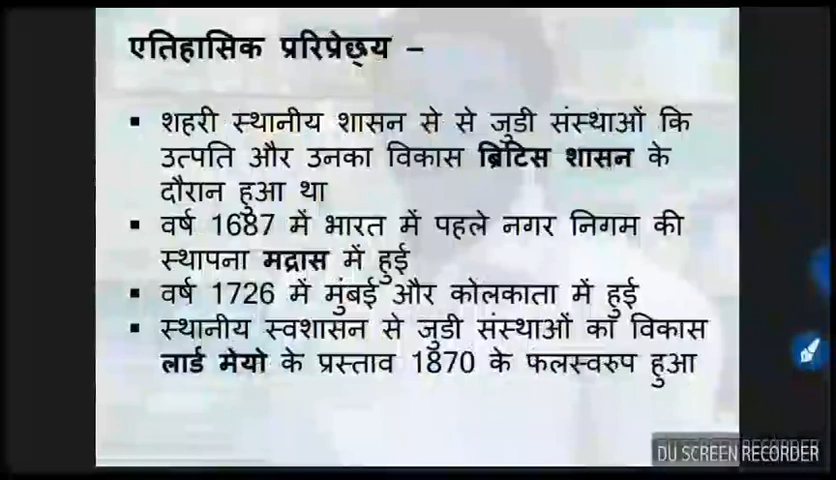 एतिहासिक प्ररिप्रेछ्य –
▪ शहरी स्थानीय शासन से से जुडी संस्थाओं कि
उत्पति और उनका विकास ब्रिटिस शासन के
दौरान हुआ था
▪ वर्ष 1687 में भारत में पहले नगर निगम की
स्थापना मद्रास में हुई
▪ वर्ष 1726 में मुंबई और कोलकाता में हुई
▪ स्थानीय स्वशासन से जुडी संस्थाओं का विकास
लार्ड मेयो के प्रस्ताव 1870 के फलस्वरुप हुआ
DU SCREEN RECORDER